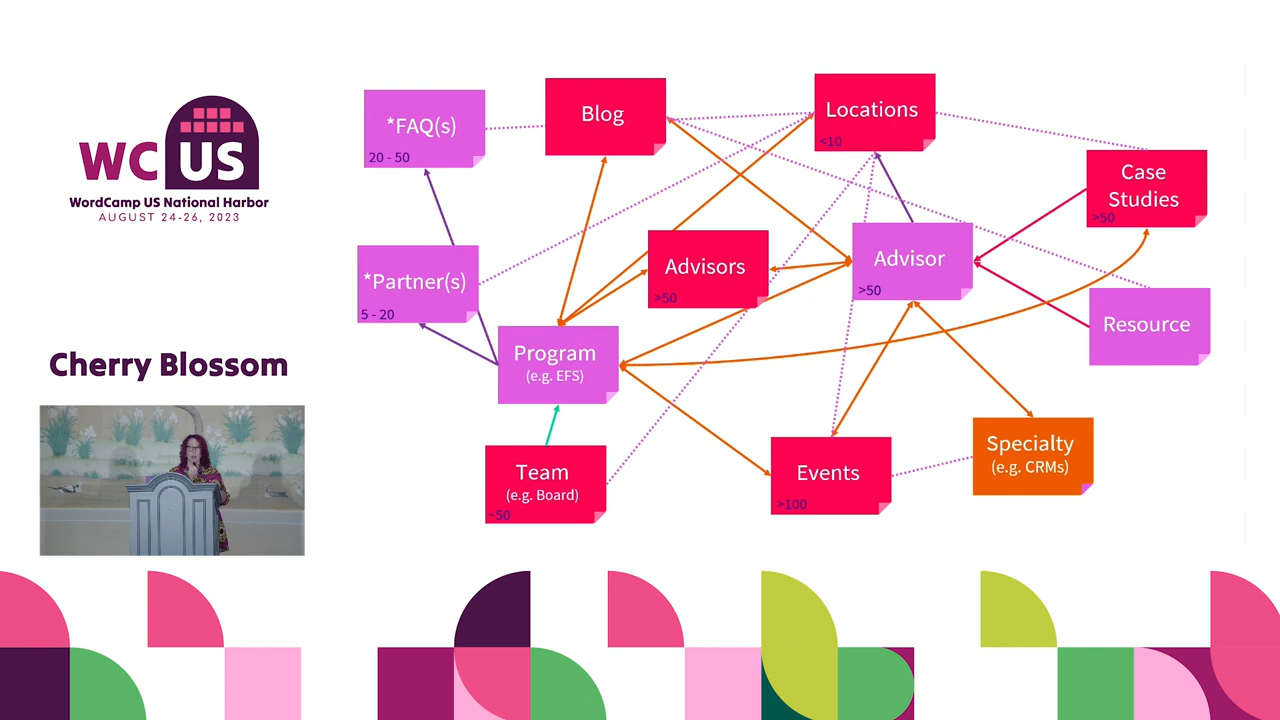 WC US
WordCamp US National Harbor
AUGUST 24-26, 2023
Cherry Blossom
*FAQ(s)
20 - 50
Blog
Locations
<10
Case
Studies
>50
*Partner(s)
5 - 20
Advisors
>50
Advisor
>50
Resource
Program
(e.g. EFS)
Team
(e.g. Board)
~50
Events
>100
Specialty
(e.g. CRMs)